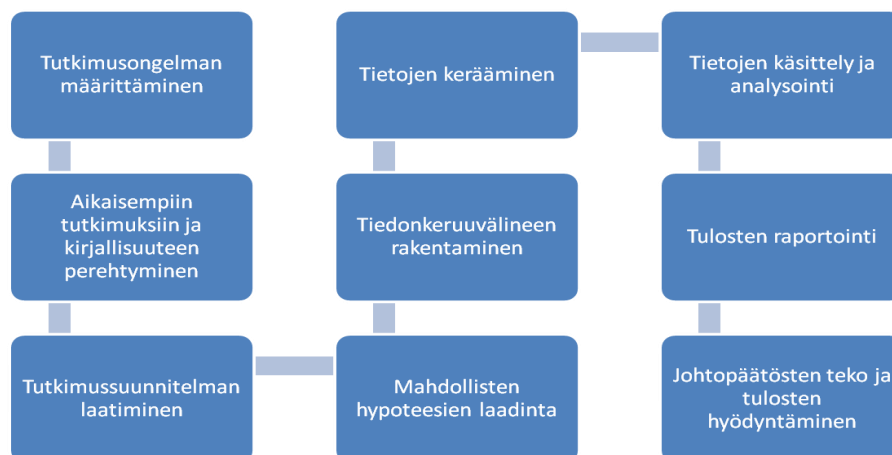 Tutkimusongelman
määrittäminen
Aikaisempiin
tutkimuksiin ja
kirjallisuuteen
perehtyminen
Tutkimussuunnitelman
laatiminen
Mahdollisten
hypoteesien laadinta
Tiedonkeruuvälineen
rakentaminen
Tietojen kerääminen
Tietojen käsittely ja
analysointi
Tulosten raportointi
Johtopäätösten teko ja
tulosten
hyödyntäminen